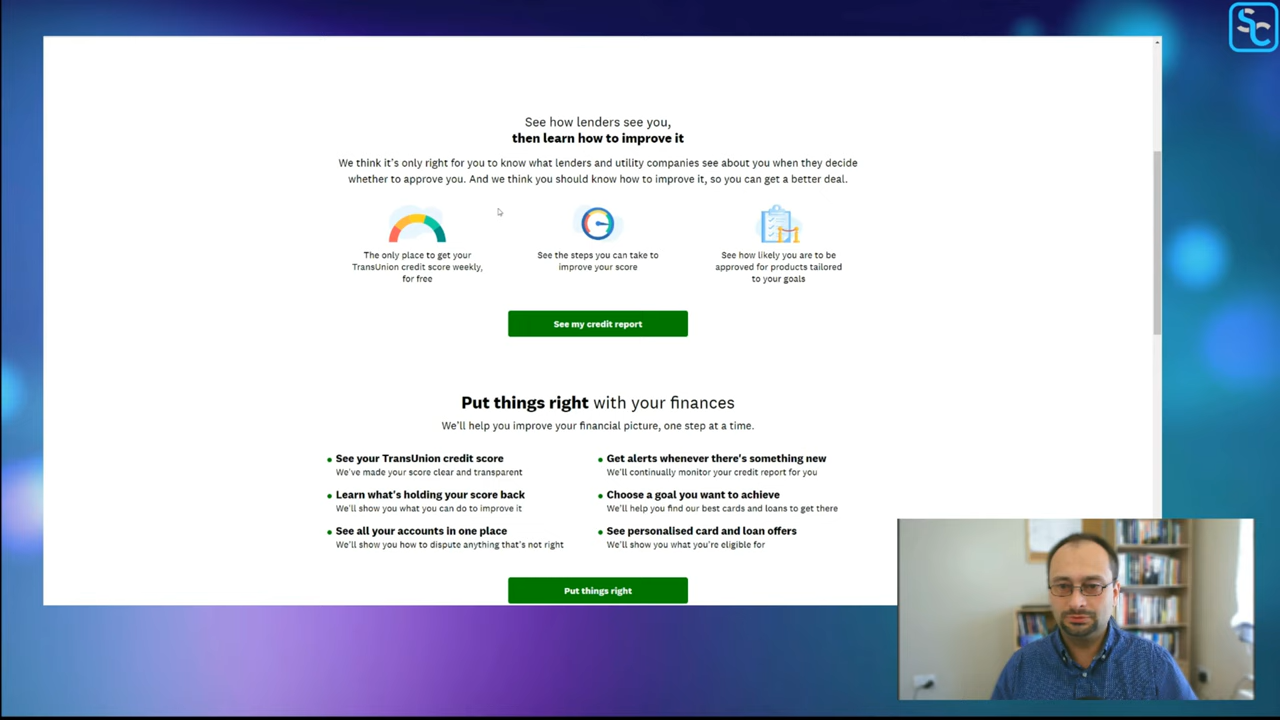 SC
See how lenders see you,
then learn how to improve it
We think it's only right for you to know what lenders and utility companies see about you when they decide
whether to approve you. And we think you should know how to improve it, so you can get a better deal.
The only place to get your
TransUnion credit score weekly,
for free
See the steps you can take to
improve your score
See how likely you are to be
approved for products tailored
to your goals
See my credit report
Put things right with your finances
We'll help you improve your financial picture, one step at a time.
See your TransUnion credit score
We've made your score clear and transparent
Learn what's holding your score back
We'll show you what you can do to improve it
See all your accounts in one place
We'll show you how to dispute anything that's not right
Get alerts whenever there's something new
We'll continually monitor your credit report for you
Choose a goal you want to achieve
We'll help you find our best cards and loans to get there
See personalised card and loan offers
We'll show you what you're eligible for
Put things right